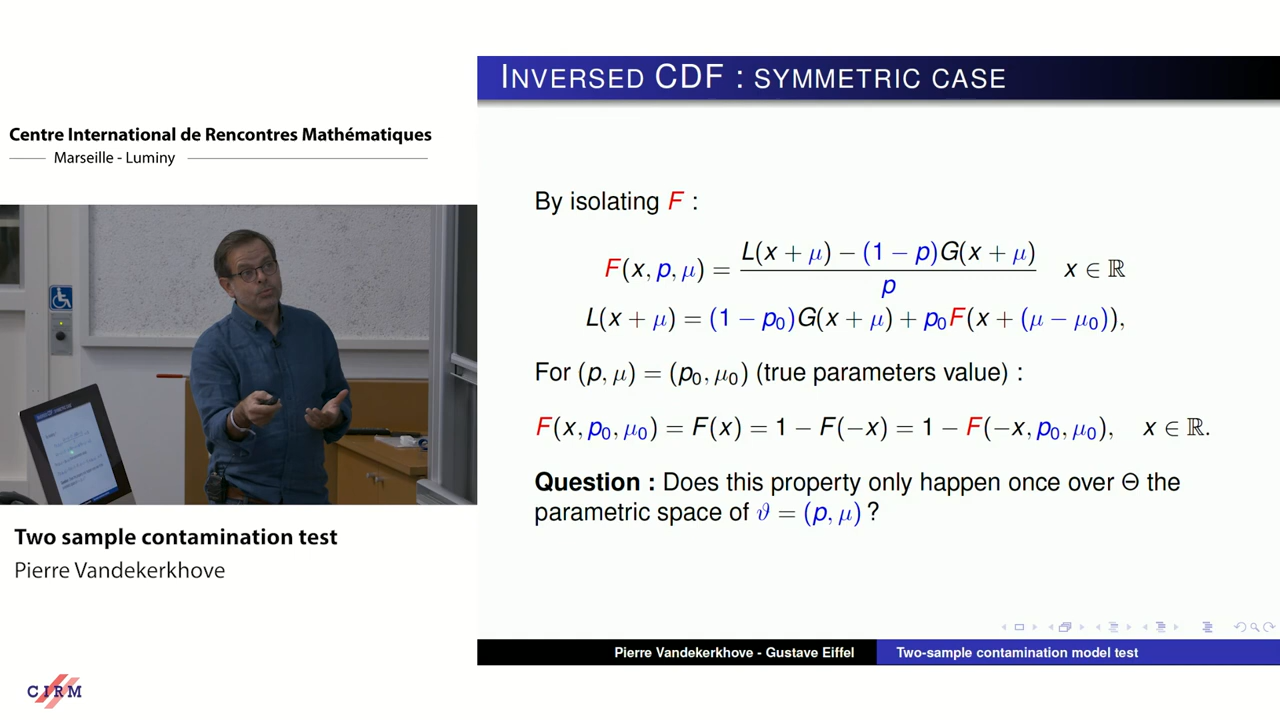 Centre International de Rencontres Mathématiques
Marseille - Luminy
Two sample contamination test
Pierre Vandekerkhove
CIRM
INVERSED CDF : SYMMETRIC CASE
By isolating F :
F(x, p, μ) = \frac{L(x + μ) − (1 − p)G(x + μ)}{p} x ∈ ℝ
L(x + μ) = (1 − p₀)G(x + μ) + p₀F(x + (μ − μ₀)),
For (p, μ) = (p₀, μ₀) (true parameters value) :
F(x, p₀, μ₀) = F(x) = 1 − F(−x) = 1 − F(−x, p₀, μ₀), x ∈ ℝ.
Question : Does this property only happen once over Θ the
parametric space of ϑ = (p, μ) ?
Pierre Vandekerkhove - Gustave Eiffel
Two-sample contamination model test